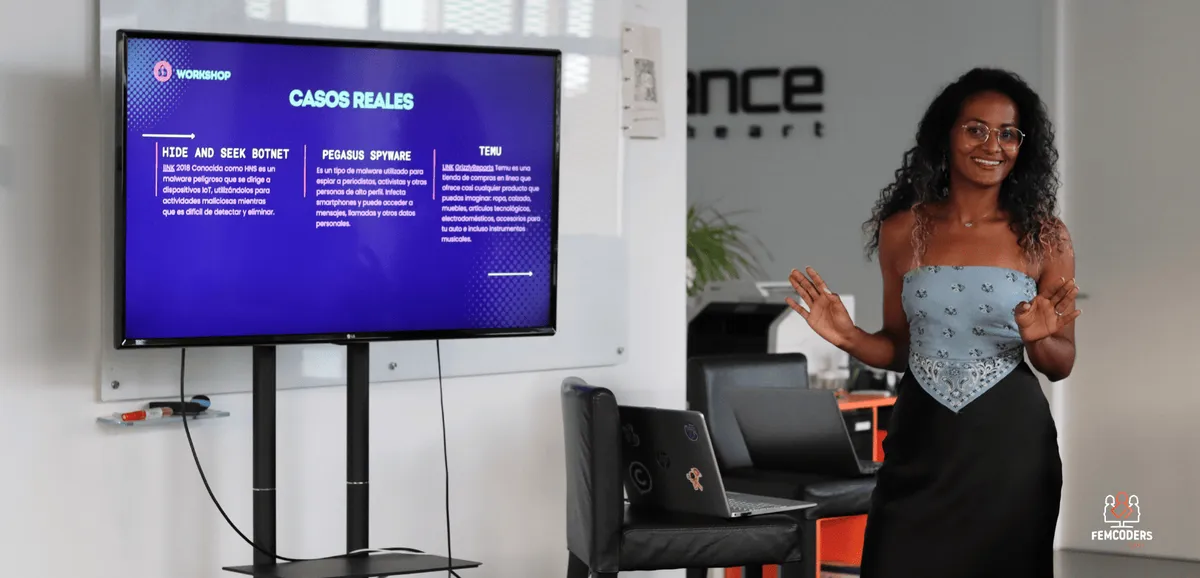 WORKSHOP
CASOS REALES
HIDE AND SEEK BOTNET
LINK 2018 Conocida como HNS es un
malware peligroso que se dirige a
dispositivos IoT, utilizándolos para
actividades maliciosas mientras
que es difícil de detectar y eliminar.
PEGASUS SPYWARE
Es un tipo de malware utilizado para
espiar a periodistas, activistas y otras
personas de alto perfil. Infecta
smartphones y puede acceder a
mensajes, llamadas y otros datos
personales.
TEMU
LINK GrizzlyReports Temu es una
tienda de compras en línea que
ofrece casi cualquier producto que
puedas imaginar: ropa, calzado,
muebles, artículos tecnológicos,
electrodomésticos, accesorios para
tu auto e incluso instrumentos
musicales.
LG
ance
heart
FEMCODERS